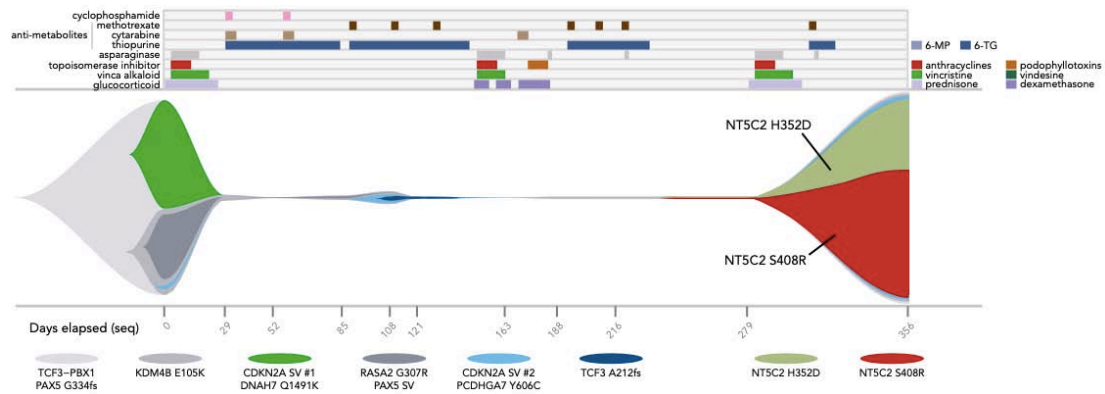 cyclophosphamide
methotrexate
anti-metabolites
cytarabine
thiopurine
6-MP 6-TG
asparaginase
topoisomerase inhibitor
anthracyclines podophyllotoxins
vinca alkaloid
vincristine vindesine
glucocorticoid
prednisone dexamethasone
NT5C2 H352D
NT5C2 S408R
Days elapsed (seq) 0 29 52 85 108 121 163 188 216 279 356
TCF3–PBX1 KDM4B E105K CDKN2A SV #1 RASA2 G307R CDKN2A SV #2 TCF3 A212fs NT5C2 H352D NT5C2 S408R
PAX5 G334fs DNAH7 Q1491K PAX5 SV PCDHGA7 Y606C